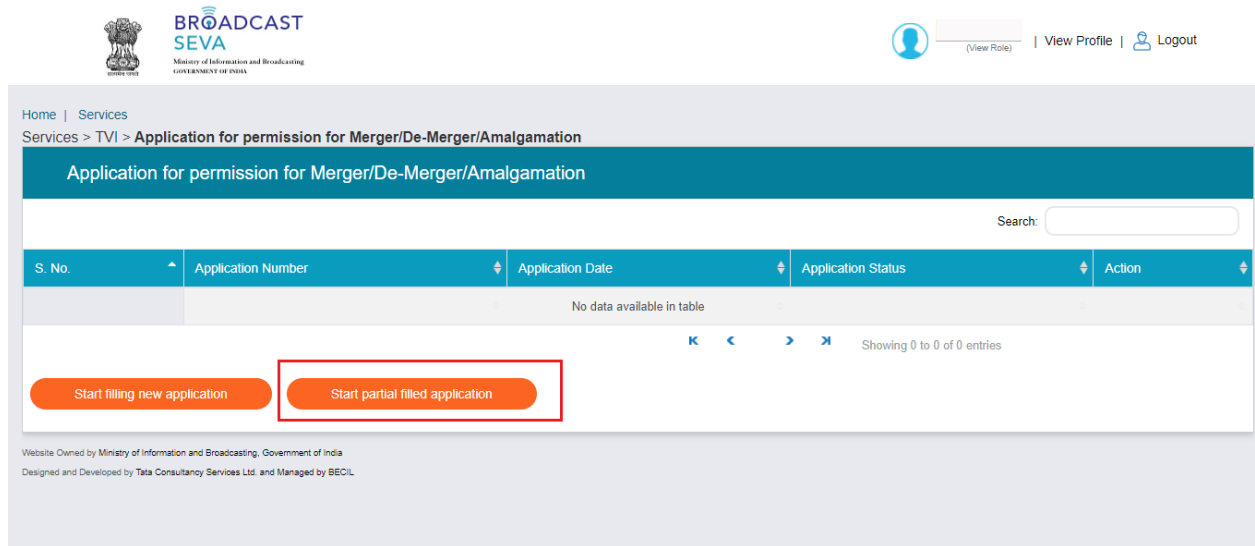 BROADCAST
SEVA
Ministry of Information and Broadcasting
GOVERNMENT OF INDIA
सत्यमेव जयते
(View Role) | View Profile | Logout
Home | Services
Services > TVI > Application for permission for Merger/De-Merger/Amalgamation
Application for permission for Merger/De-Merger/Amalgamation
Search:
S. No. Application Number Application Date Application Status Action
No data available in table
Showing 0 to 0 of 0 entries
Start filling new application Start partial filled application
Website Owned by Ministry of Information and Broadcasting, Government of India
Designed and Developed by Tata Consultancy Services Ltd. and Managed by BECIL